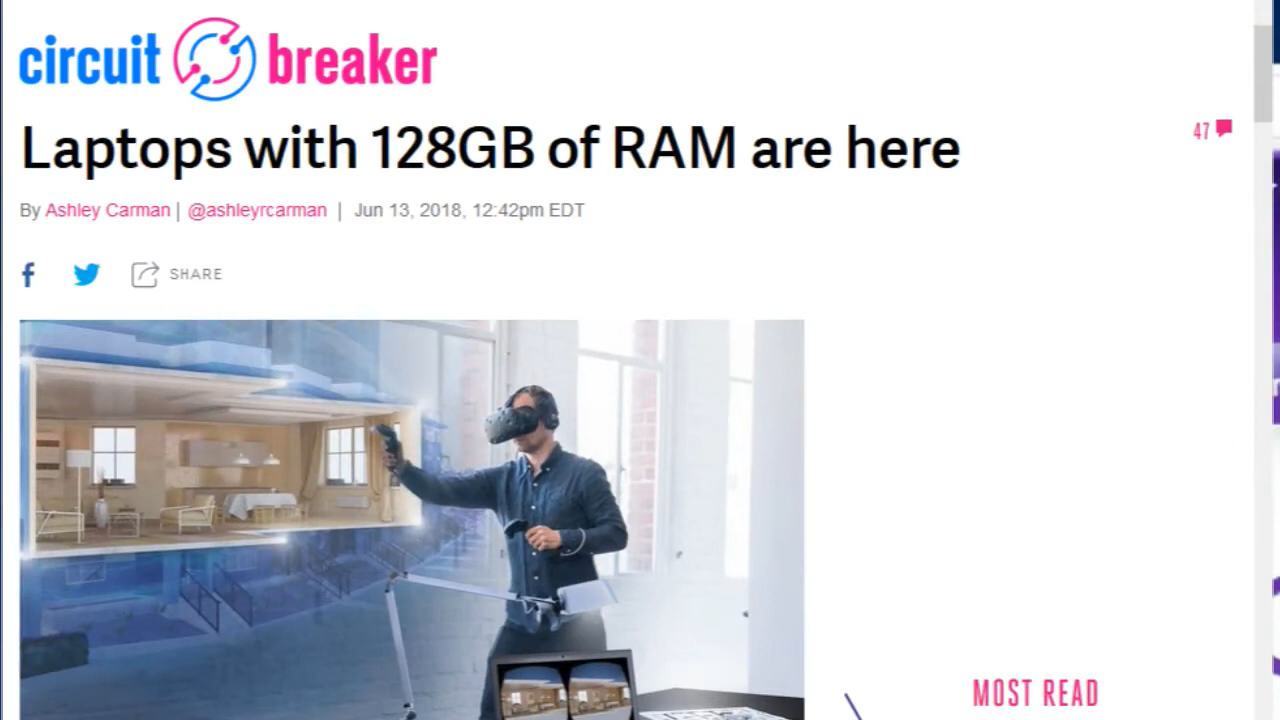 circuit breaker
Laptops with 128GB of RAM are here
47
By Ashley Carman | @ashleyrcarman | Jun 13, 2018, 12:42pm EDT
SHARE
MOST READ